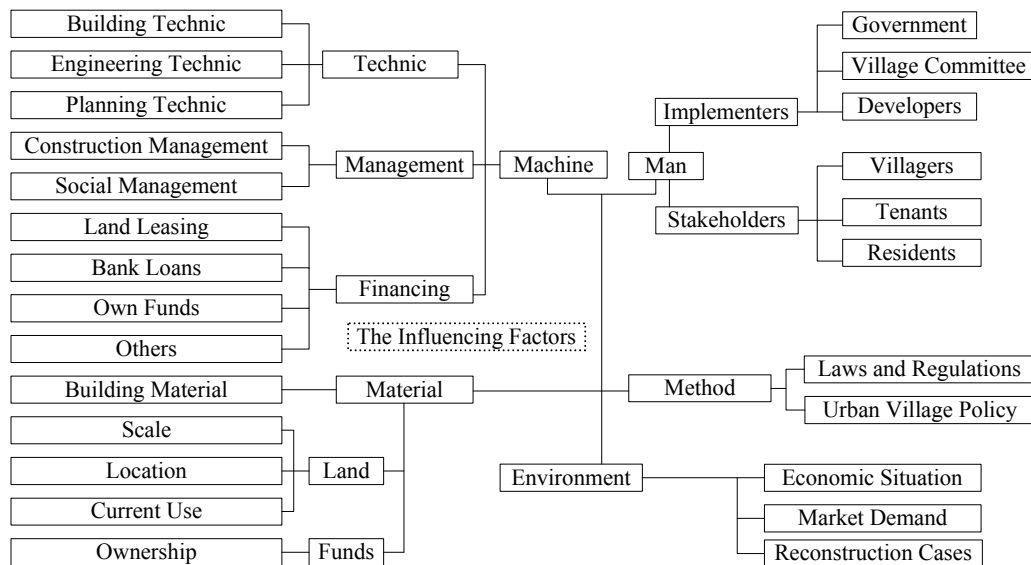 Building Technic
Engineering Technic
Planning Technic
Technic
Construction Management
Social Management
Management
Land Leasing
Bank Loans
Own Funds
Others
Financing
Machine
The Influencing Factors
Building Material
Material
Scale
Location
Current Use
Land
Ownership
Funds
Man
Implementers
Government
Village Committee
Developers
Stakeholders
Villagers
Tenants
Residents
Method
Laws and Regulations
Urban Village Policy
Environment
Economic Situation
Market Demand
Reconstruction Cases